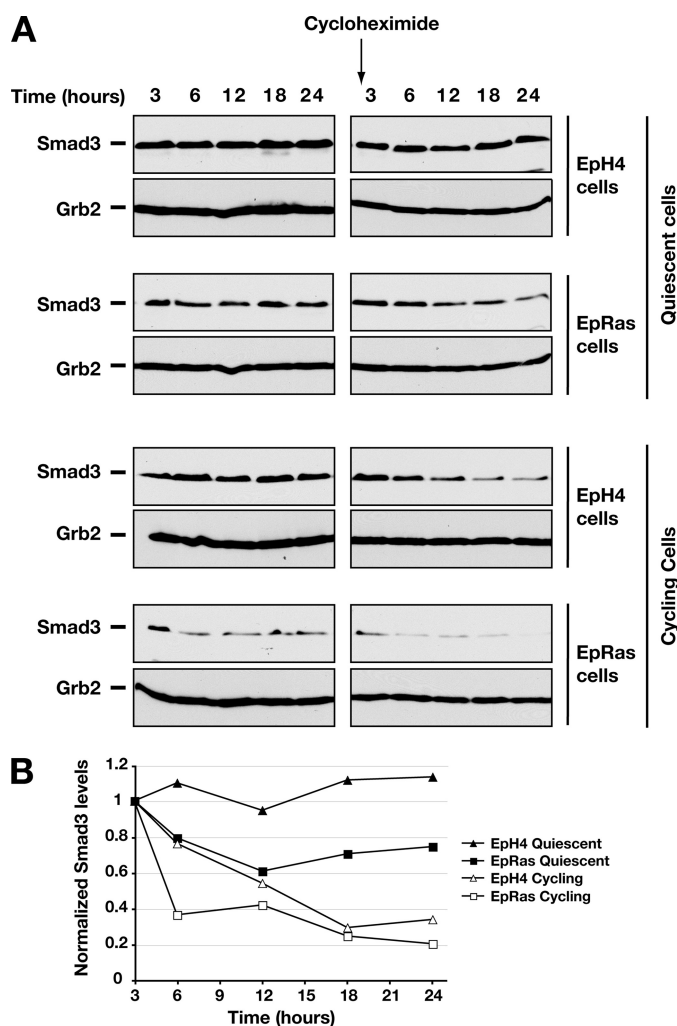 A
Cycloheximide
Time (hours) 3 6 12 18 24 3 6 12 18 24
Smad3
Grb2
EpH4
cells
Smad3
Grb2
EpRas
cells
Quiescent cells
Smad3
Grb2
EpH4
cells
Smad3
Grb2
EpRas
cells
Cycling Cells
B
Normalized Smad3 levels
1.2
1
0.8
0.6
0.4
0.2
0
3 6 9 12 15 18 21 24
Time (hours)
EpH4 Quiescent
EpRas Quiescent
EpH4 Cycling
EpRas Cycling